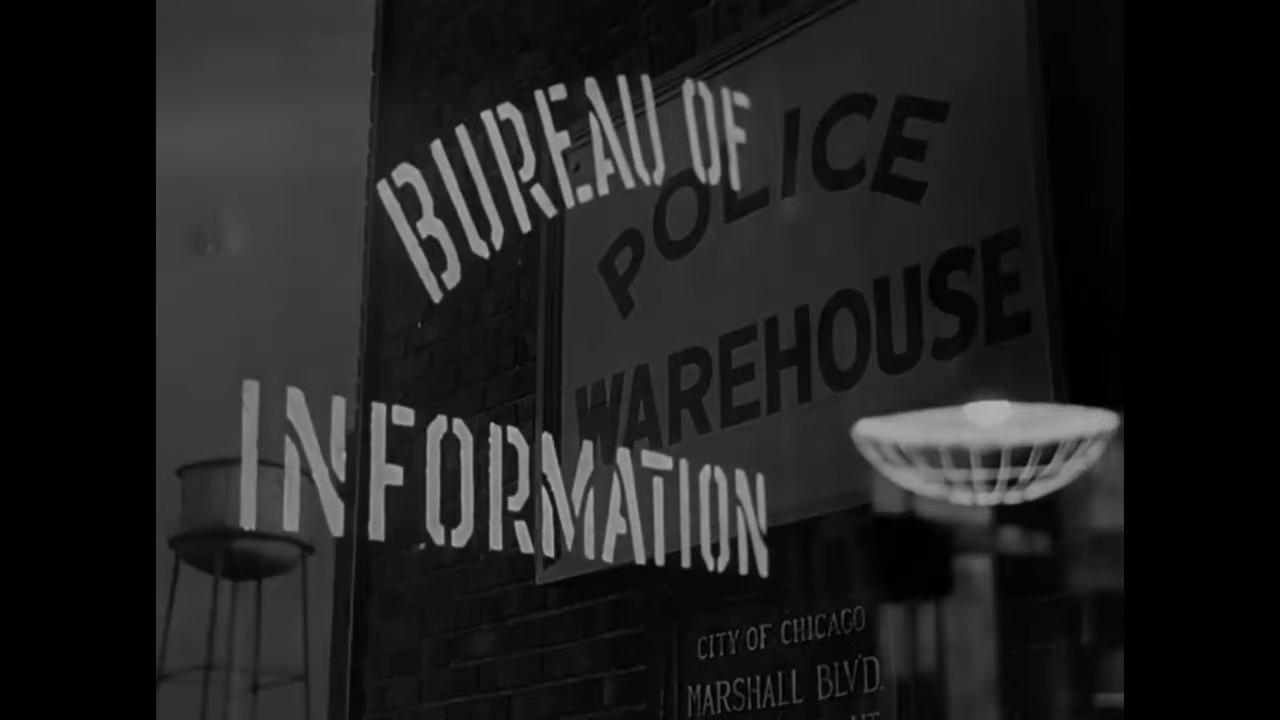 BUREAU OF
INFORMATION
POLICE
WAREHOUSE
CITY OF CHICAGO
MARSHALL BLVD.